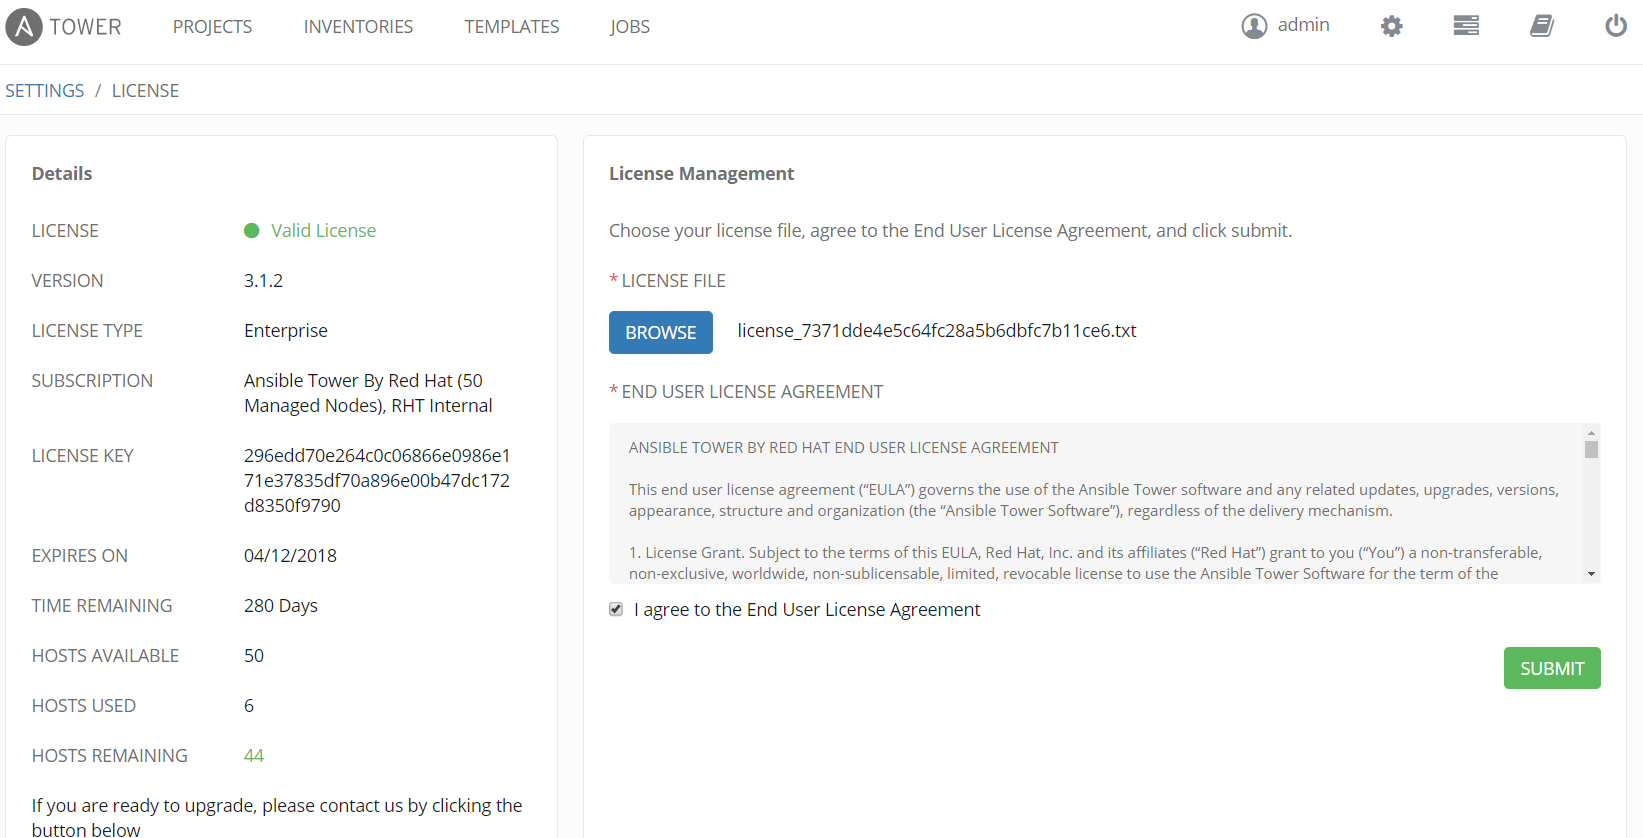 TOWER PROJECTS INVENTORIES TEMPLATES JOBS admin
SETTINGS / LICENSE
Details
LICENSE Valid License
VERSION 3.1.2
LICENSE TYPE Enterprise
SUBSCRIPTION Ansible Tower By Red Hat (50
Managed Nodes), RHT Internal
LICENSE KEY 296edd70e264c0c06866e0986e1
71e37835df70a896e00b47dc172
d8350f9790
EXPIRES ON 04/12/2018
TIME REMAINING 280 Days
HOSTS AVAILABLE 50
HOSTS USED 6
HOSTS REMAINING 44
If you are ready to upgrade, please contact us by clicking the
button below
License Management
Choose your license file, agree to the End User License Agreement, and click submit.
* LICENSE FILE
BROWSE license_7371dde4e5c64fc28a5b6dbfc7b11ce6.txt
* END USER LICENSE AGREEMENT
ANSIBLE TOWER BY RED HAT END USER LICENSE AGREEMENT
This end user license agreement (“EULA”) governs the use of the Ansible Tower software and any related updates, upgrades, versions,
appearance, structure and organization (the “Ansible Tower Software”), regardless of the delivery mechanism.
1. License Grant. Subject to the terms of this EULA, Red Hat, Inc. and its affiliates (“Red Hat”) grant to you (“You”) a non-transferable,
non-exclusive, worldwide, non-sublicensable, limited, revocable license to use the Ansible Tower Software for the term of the
I agree to the End User License Agreement
SUBMIT